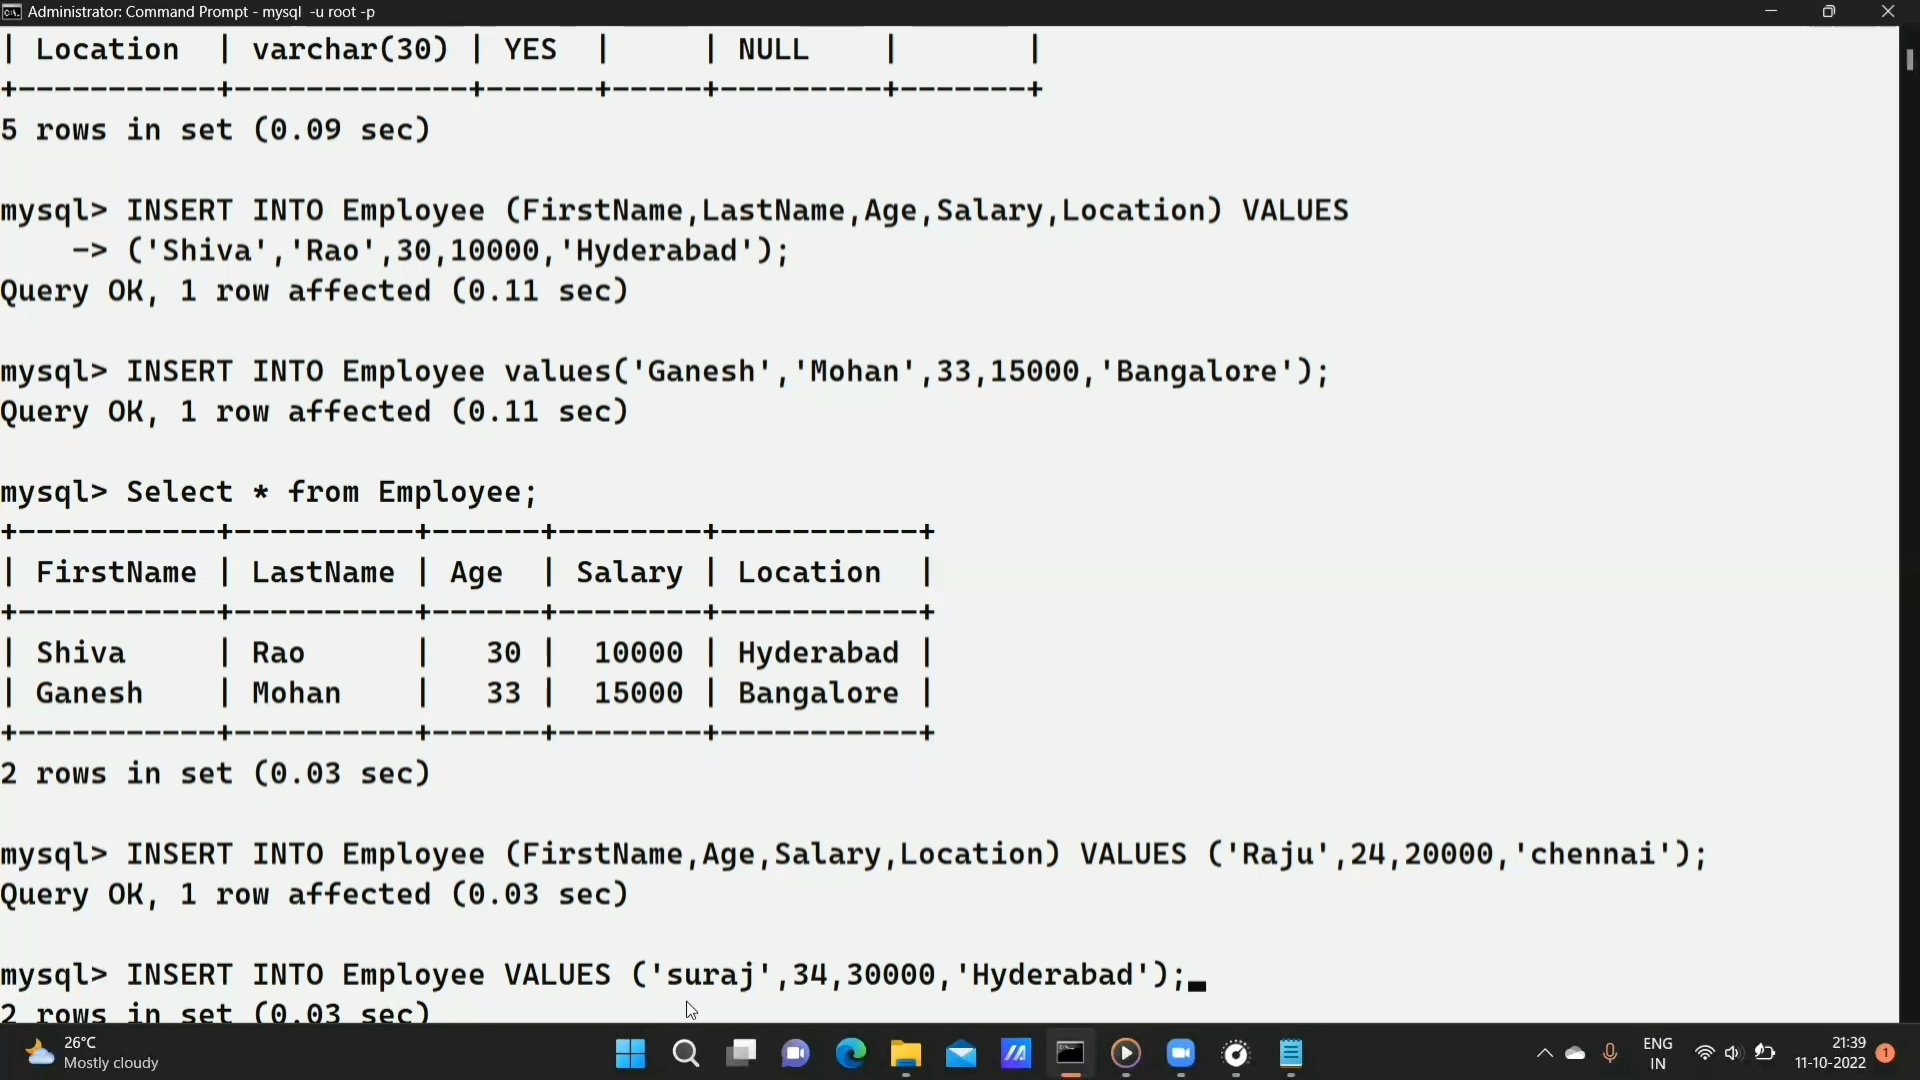 Administrator: Command Prompt - mysql -u root -p
| Location | varchar(30) | YES | | NULL | |
+-----------+-------------+------+-----+---------+-------+
5 rows in set (0.09 sec)
mysql> INSERT INTO Employee (FirstName,LastName,Age,Salary,Location) VALUES
-> ('Shiva','Rao',30,10000,'Hyderabad');
Query OK, 1 row affected (0.11 sec)
mysql> INSERT INTO Employee values('Ganesh','Mohan',33,15000,'Bangalore');
Query OK, 1 row affected (0.11 sec)
mysql> Select * from Employee;
+-----------+----------+------+--------+-----------+
| FirstName | LastName | Age | Salary | Location |
+-----------+----------+------+--------+-----------+
| Shiva | Rao | 30 | 10000 | Hyderabad |
| Ganesh | Mohan | 33 | 15000 | Bangalore |
+-----------+----------+------+--------+-----------+
2 rows in set (0.03 sec)
mysql> INSERT INTO Employee (FirstName,Age,Salary,Location) VALUES ('Raju',24,20000,'chennai');
Query OK, 1 row affected (0.03 sec)
mysql> INSERT INTO Employee VALUES ('suraj',34,30000,'Hyderabad');
2 rows in set (0.03 sec)
26°C
Mostly cloudy
ENG
IN
21:39
11-10-2022
1